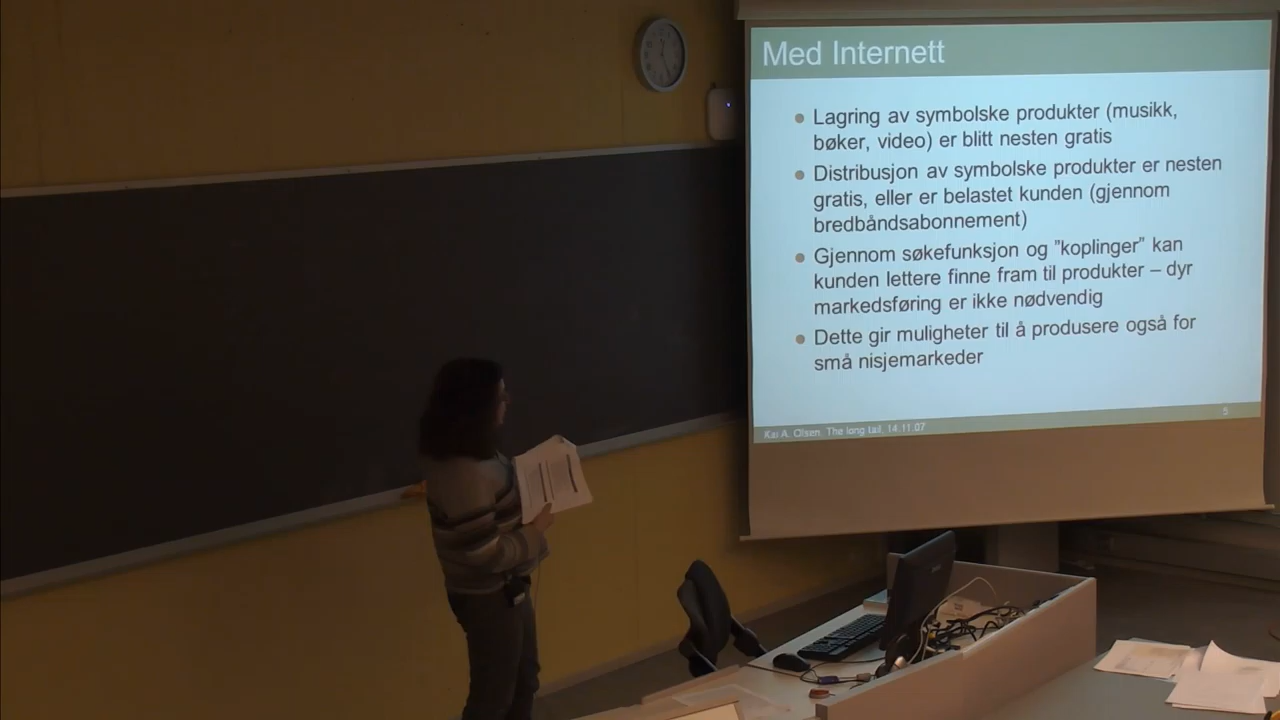 Med Internett
Lagring av symbolske produkter (musikk,
bøker, video) er blitt nesten gratis
Distribusjon av symbolske produkter er nesten
gratis, eller er belastet kunden (gjennom
bredbåndsabonnement)
Gjennom søkefunksjon og "koplinger" kan
kunden lettere finne fram til produkter – dyr
markedsføring er ikke nødvendig
Dette gir muligheter til å produsere også for
små nisjemarkeder
5
Kai A. Olsen. The long tail, 14.11.07